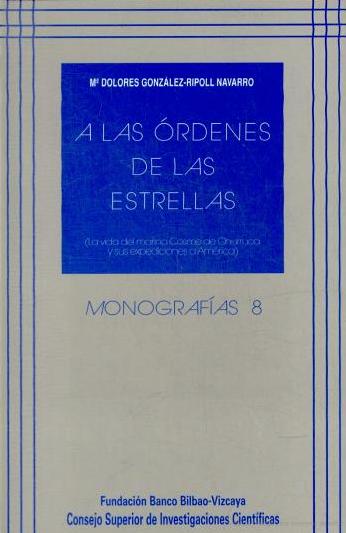 Mª DOLORES GONZÁLEZ-RIPOLL NAVARRO
A LAS ÓRDENES
DE LAS
ESTRELLAS
(La vida del marino Cosme de Churruca
y sus expediciones a América)
MONOGRAFÍAS 8
Fundación Banco Bilbao-Vizcaya
Consejo Superior de Investigaciones Científicas